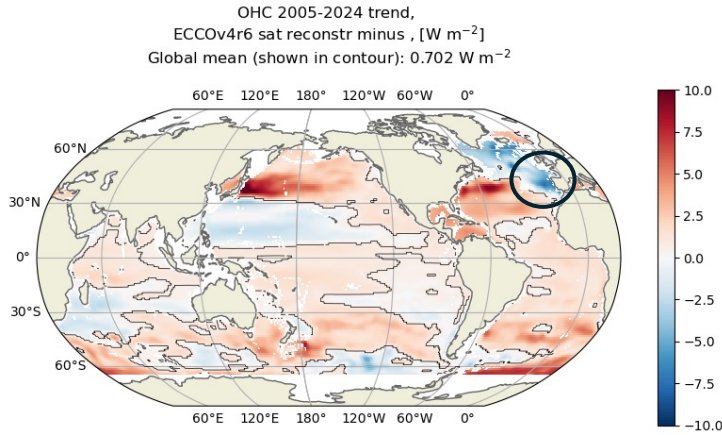 OHC 2005-2024 trend,
ECCOv4r6 sat reconstr minus , [W m⁻²]
Global mean (shown in contour): 0.702 W m⁻²
60°E 120°E 180° 120°W 60°W 0°
10.0
7.5
60°N
5.0
30°N
2.5
0°
0.0
−2.5
30°S
−5.0
60°S
−7.5
60°E 120°E 180° 120°W 60°W 0°
−10.0